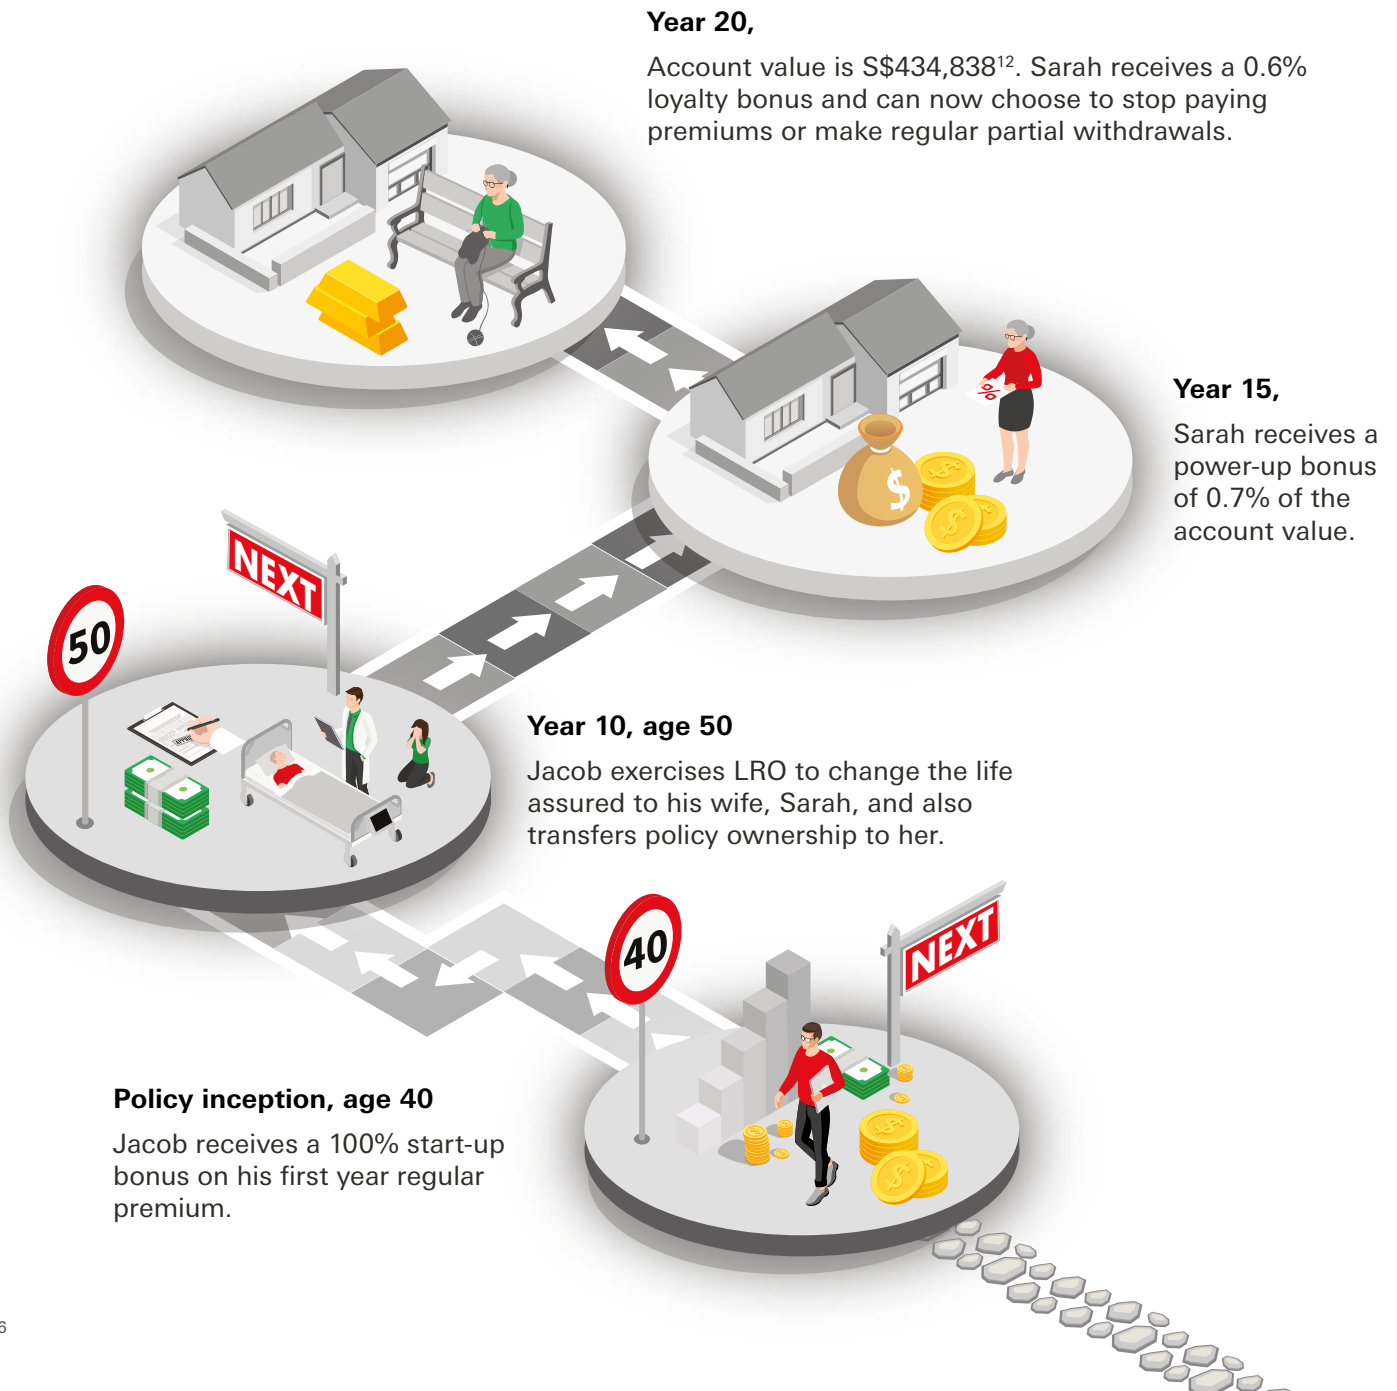 Year 20,
Account value is S$434,838¹². Sarah receives a 0.6%
loyalty bonus and can now choose to stop paying
premiums or make regular partial withdrawals.
$
%
Year 15,
Sarah receives a
power-up bonus
of 0.7% of the
account value.
NEXT
50
Year 10, age 50
Jacob exercises LRO to change the life
assured to his wife, Sarah, and also
transfers policy ownership to her.
40
NEXT
Policy inception, age 40
Jacob receives a 100% start-up
bonus on his first year regular
premium.
6